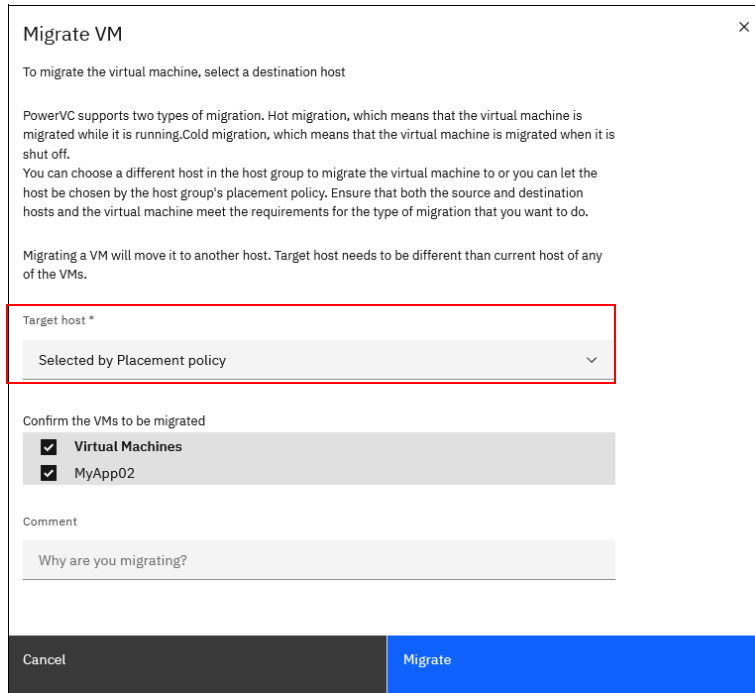 Migrate VM
To migrate the virtual machine, select a destination host
PowerVC supports two types of migration. Hot migration, which means that the virtual machine is
migrated while it is running.Cold migration, which means that the virtual machine is migrated when it is
shut off.
You can choose a different host in the host group to migrate the virtual machine to or you can let the
host be chosen by the host group's placement policy. Ensure that both the source and destination
hosts and the virtual machine meet the requirements for the type of migration that you want to do.
Migrating a VM will move it to another host. Target host needs to be different than current host of any
of the VMs.
Target host *
Selected by Placement policy
Confirm the VMs to be migrated
Virtual Machines
MyApp02
Comment
Why are you migrating?
Cancel
Migrate